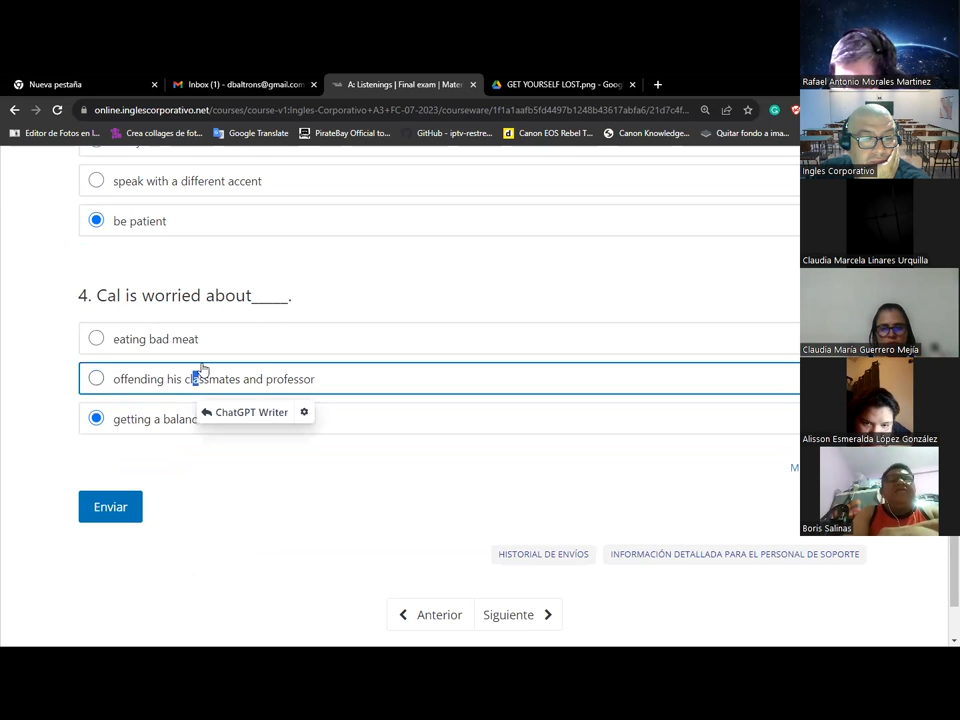 Nueva pestaña
Inbox (1) - dbaltrons@gmail.com
A: Listenings | Final exam | Mater
GET YOURSELF LOST.png - Goog
online.inglescorporativo.net/courses/course-v1:Ingles-Corporativo+A3+FC-07-2023/courseware/1f1a1aafb5fd4497b1248b43617abfa6/21d7c4f...
Editor de Fotos en l...
Crea collages de fot...
Google Translate
PirateBay Official to...
GitHub - iptv-restre...
Canon EOS Rebel T...
Canon Knowledge...
Quitar fondo a ima...
speak with a different accent
be patient
4. Cal is worried about_____.
eating bad meat
offending his classmates and professor
getting a balanc
ChatGPT Writer
M
Enviar
HISTORIAL DE ENVÍOS
INFORMACIÓN DETALLADA PARA EL PERSONAL DE SOPORTE
Anterior
Siguiente
Rafael Antonio Morales Martinez
Ingles Corporativo
Claudia Marcela Linares Urquilla
Claudia María Guerrero Mejía
Alisson Esmeralda López González
Boris Salinas